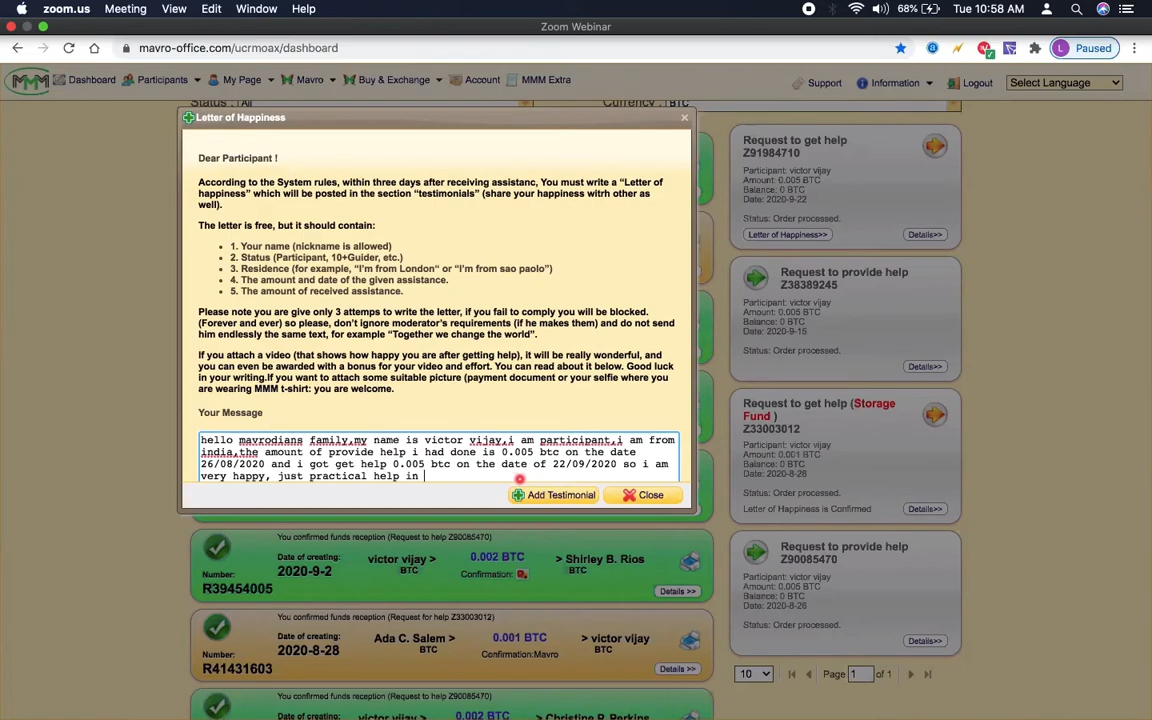 zoom.us Meeting View Edit Window Help 68% Tue 10:58 AM
Zoom Webinar
mavro-office.com/ucrmoax/dashboard L Paused
MMM Dashboard Participants My Page Mavro Buy & Exchange Account MMM Extra Support Information Logout Select Language
Status : All Currency : BTC
Letter of Happiness ×
Dear Participant !
According to the System rules, within three days after receiving assistanc, You must write a “Letter of
happiness” which will be posted in the section “testimonials” (share your happiness witrh other as
well).
The letter is free, but it should contain:
• 1. Your name (nickname is allowed)
• 2. Status (Participant, 10+Guider, etc.)
• 3. Residence (for example, “I’m from London“ or “I’m from sao paolo”)
• 4. The amount and date of the given assistance.
• 5. The amount of received assistance.
Please note you are give only 3 attemps to write the letter, if you fail to comply you will be blocked.
(Forever and ever) so please, don’t ignore moderator’s requirements (if he makes them) and do not send
him endlessly the same text, for example “Together we change the world”.
If you attach a video (that shows how happy you are after getting help), it will be really wonderful, and
you can even be awarded with a bonus for your video and effort. You can read about it below. Good luck
in your writing.If you want to attach some suitable picture (payment document or your selfie where you
are wearing MMM t-shirt: you are welcome.
Your Message
hello mavrodians family,my name is victor vijay,i am participant,i am from
india,the amount of provide help i had done is 0.005 btc on the date
26/08/2020 and i got get help 0.005 btc on the date of 22/09/2020 so i am
very happy, just practical help in
Add Testimonial Close
You confirmed funds reception (Request to help Z90085470)
Number:
R39454005
Date of creating:
2020-9-2
victor vijay >
BTC
0.002 BTC
Confirmation:
> Shirley B. Rios
BTC
Details >>
You confirmed funds reception (Request for help Z33003012)
Number:
R41431603
Date of creating:
2020-8-28
Ada C. Salem >
BTC
0.001 BTC
Confirmation:Mavro
> victor vijay
BTC
Details >>
You confirmed funds reception (Request to help Z90085470)
Date of creating:
victor vijay >
0.002 BTC
> Christine R. Perkins
Request to get help
Z91984710
Participant: victor vijay
Amount: 0.005 BTC
Balance: 0 BTC
Date: 2020-9-22
Status: Order processed.
Letter of Happiness>> Details>>
Request to provide help
Z38389245
Participant: victor vijay
Amount: 0.005 BTC
Balance: 0 BTC
Date: 2020-9-15
Status: Order processed.
Details>>
Request to get help (Storage
Fund )
Z33003012
Participant: victor vijay
Amount: 0.001 BTC
Balance: 0 BTC
Date: 2020-8-26
Status: Order processed.
Letter of Happiness is Confirmed Details>>
Request to provide help
Z90085470
Participant: victor vijay
Amount: 0.005 BTC
Balance: 0 BTC
Date: 2020-8-26
Status: Order processed.
Details>>
10 Page 1 of 1